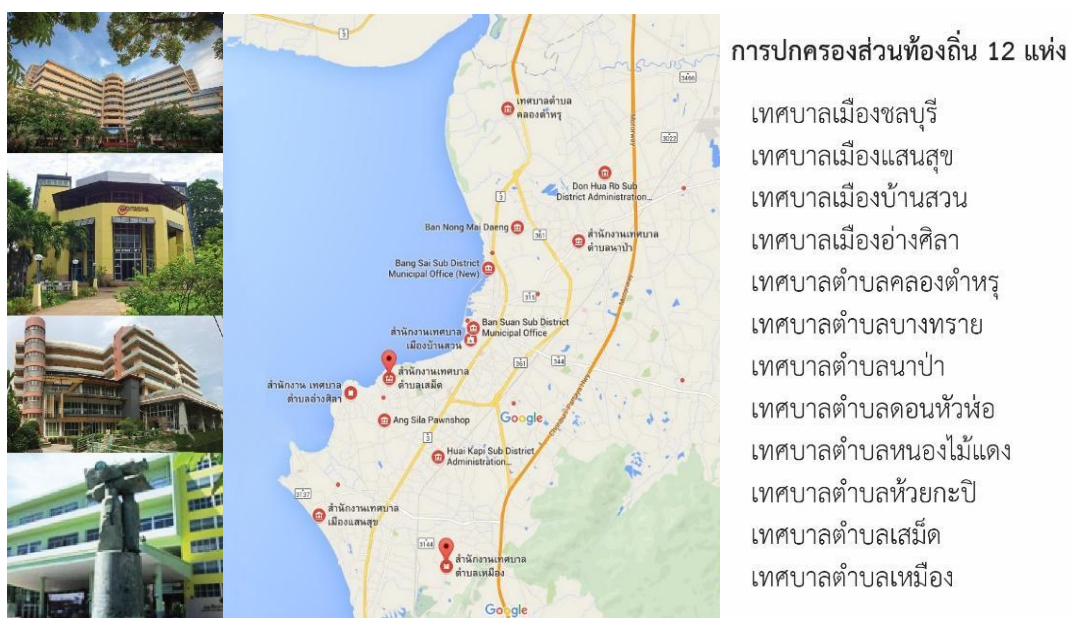 การปกครองส่วนท้องถิ่น 12 แห่ง
เทศบาลเมืองชลบุรี
เทศบาลเมืองแสนสุข
เทศบาลเมืองบ้านสวน
เทศบาลเมืองอ่างศิลา
เทศบาลตำบลคลองตำหรุ
เทศบาลตำบลบางทราย
เทศบาลตำบลนาป่า
เทศบาลตำบลดอนหัวฬ่อ
เทศบาลตำบลหนองไม้แดง
เทศบาลตำบลห้วยกะปิ
เทศบาลตำบลเสม็ด
เทศบาลตำบลเหมือง
3
3466
เทศบาลตำบล
คลองตำหรุ
Motorway
3022
Don Hua Ro Sub
District Administration...
3
Ban Nong Mai Daeng
361
สำนักงานเทศบาล
ตำบลนาป่า
Bang Sai Sub District
Municipal Office (New)
315
Motorway
สำนักงานเทศบาล
เมืองบ้านสวน
Ban Suan Sub District
Municipal Office
361
344
สำนักงานเทศบาล
ตำบลเสม็ด
สำนักงาน เทศบาล
ตำบลอ่างศิลา
Ang Sila Pawnshop
Google
Chonburi-Pattaya Hwy
3
Huai Kapi Sub District
Administration...
3137
สำนักงานเทศบาล
เมืองแสนสุข
3144
สำนักงานเทศบาล
ตำบลเหมือง
Google